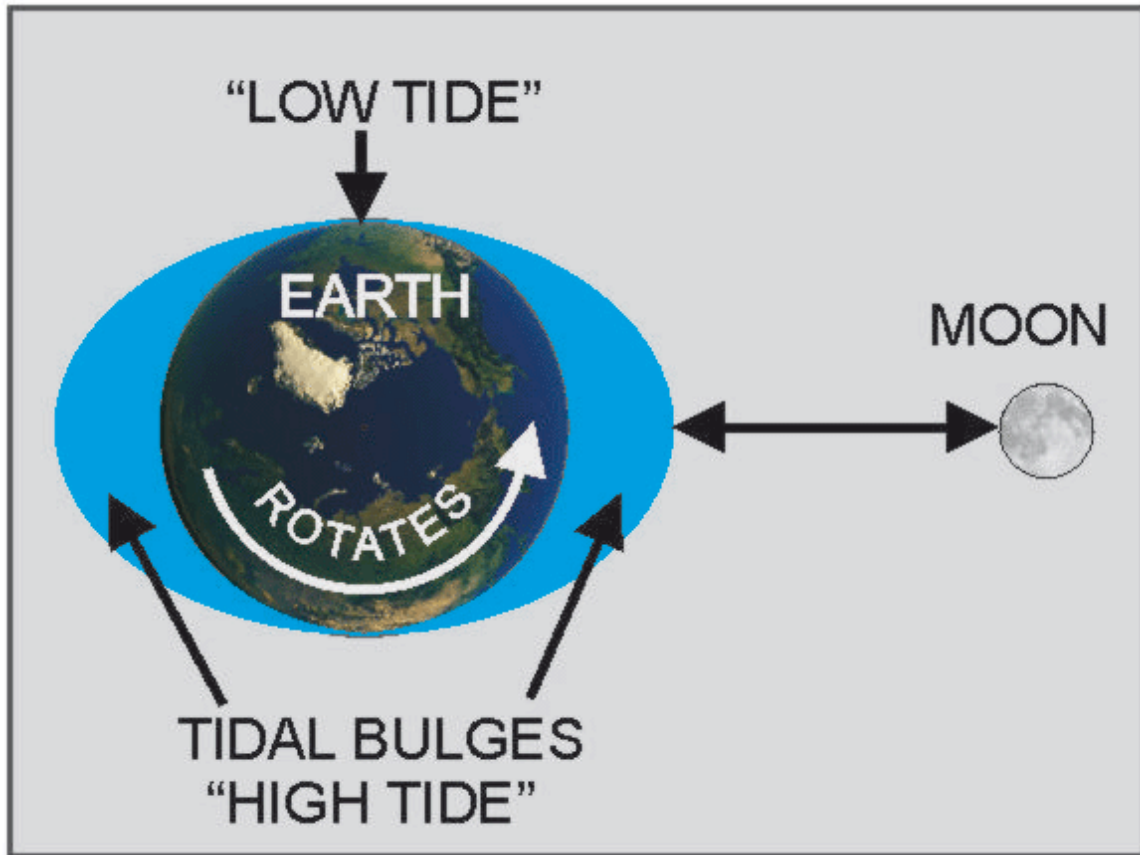 “LOW TIDE”
EARTH
MOON
ROTATES
TIDAL BULGES
“HIGH TIDE”